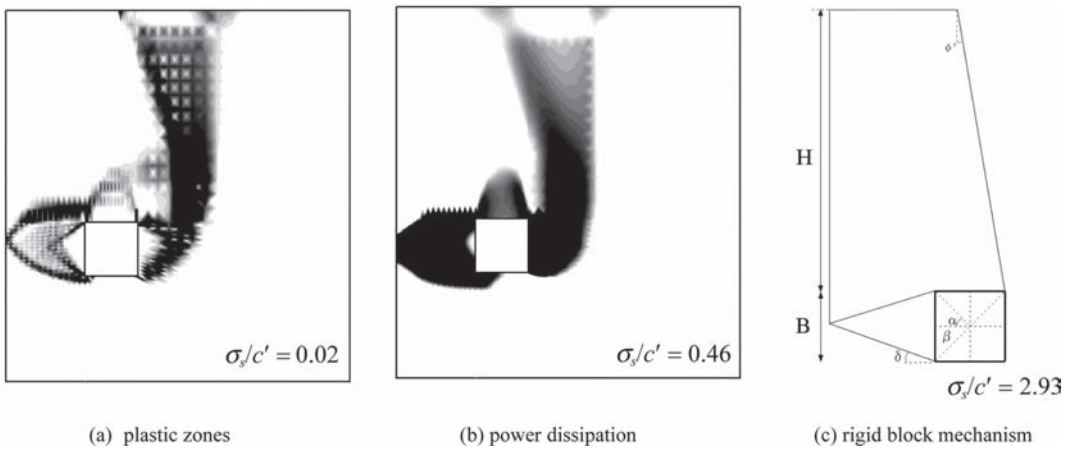 H
B
φ'
α
β
δ
σs/c' = 0.02
σs/c' = 0.46
σs/c' = 2.93
(a) plastic zones
(b) power dissipation
(c) rigid block mechanism